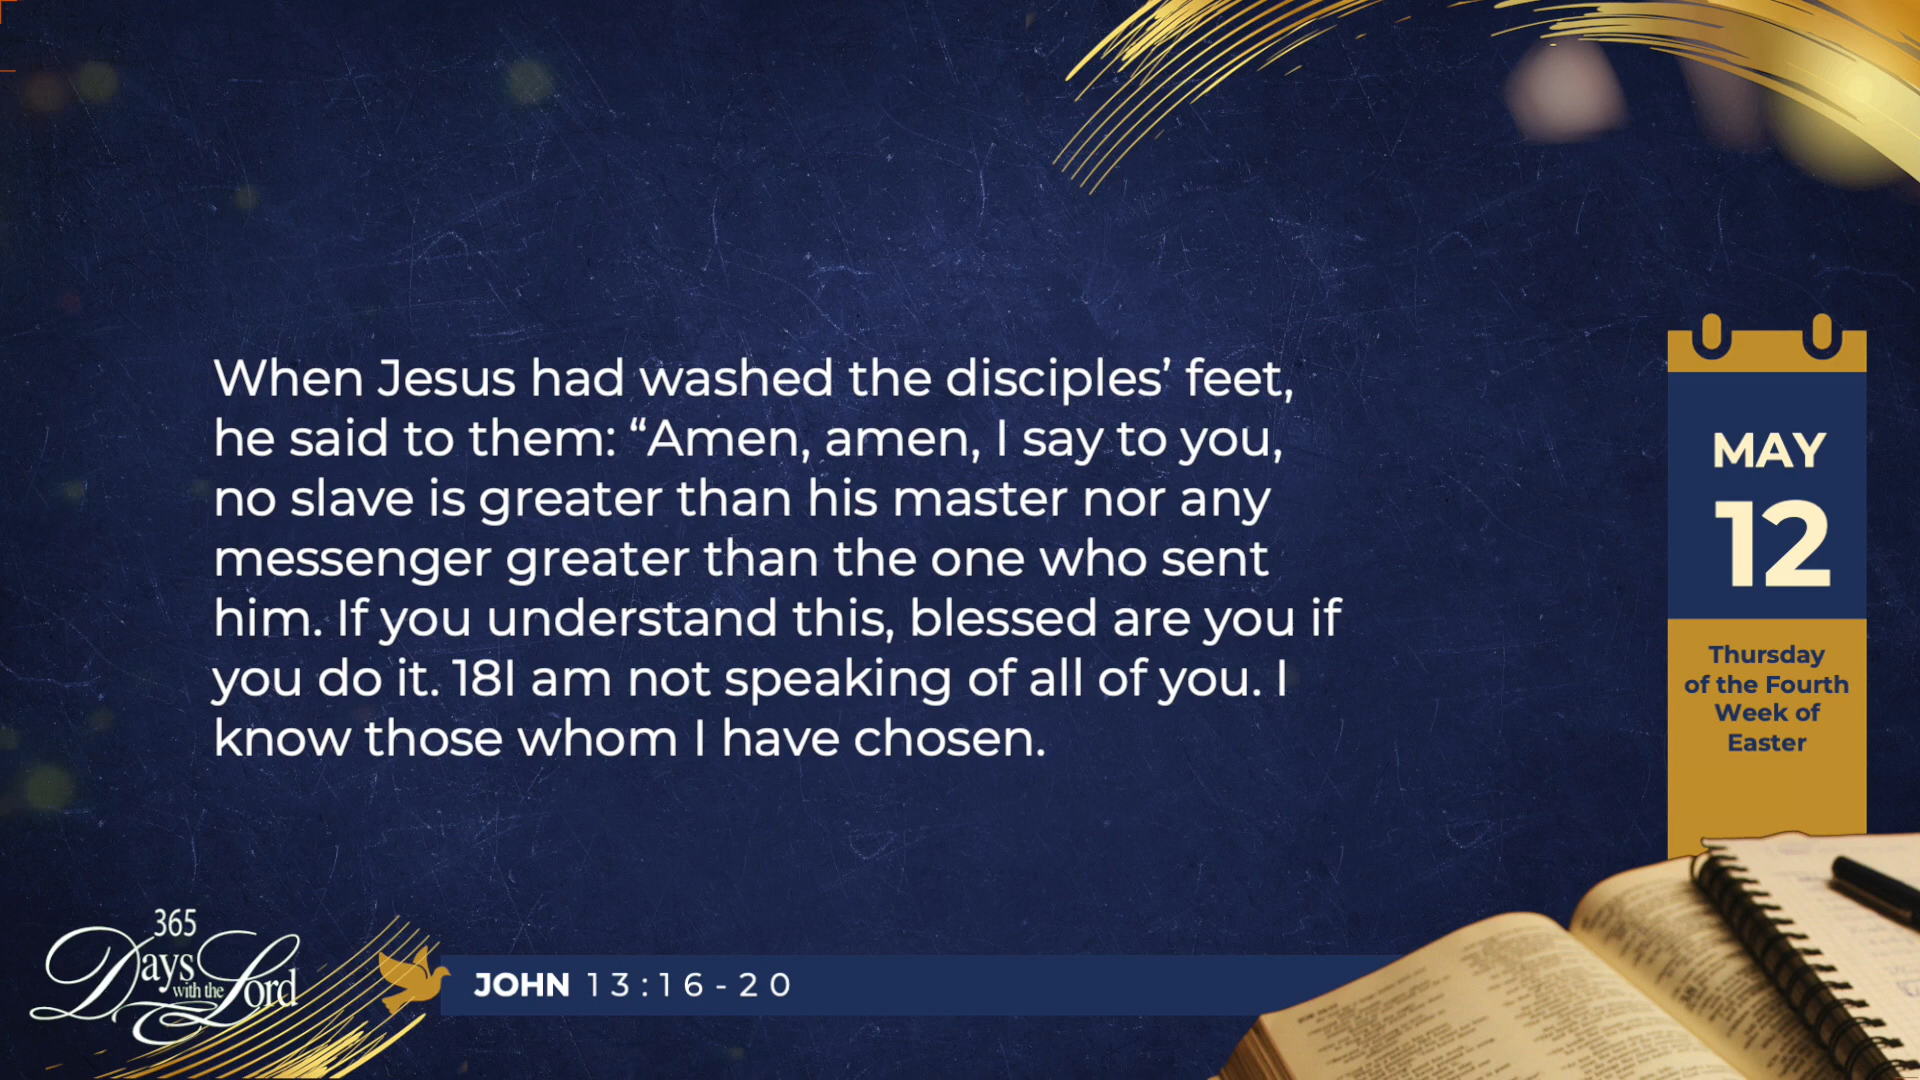 When Jesus had washed the disciples’ feet,
he said to them: “Amen, amen, I say to you,
no slave is greater than his master nor any
messenger greater than the one who sent
him. If you understand this, blessed are you if
you do it. 18I am not speaking of all of you. I
know those whom I have chosen.
MAY
12
Thursday
of the Fourth
Week of
Easter
365
Days
with the
Lord
JOHN 13:16-20